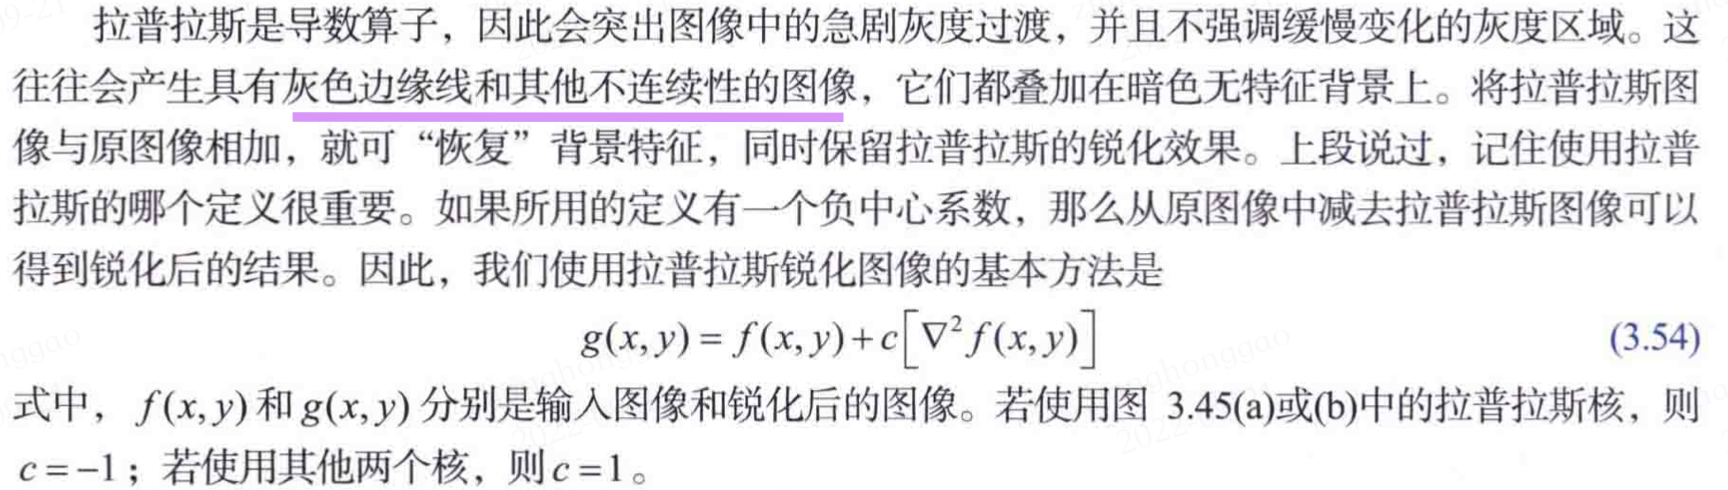 拉普拉斯是导数算子，因此会突出图像中的急剧灰度过渡，并且不强调缓慢变化的灰度区域。这
往往会产生具有灰色边缘线和其他不连续性的图像，它们都叠加在暗色无特征背景上。将拉普拉斯图
像与原图像相加，就可“恢复”背景特征，同时保留拉普拉斯的锐化效果。上段说过，记住使用拉普
拉斯的哪个定义很重要。如果所用的定义有一个负中心系数，那么从原图像中减去拉普拉斯图像可以
得到锐化后的结果。因此，我们使用拉普拉斯锐化图像的基本方法是
g(x, y) = f(x, y) + c[∇²f(x, y)] (3.54)
式中，f(x, y)和g(x, y)分别是输入图像和锐化后的图像。若使用图 3.45(a)或(b)中的拉普拉斯核，则
c = −1；若使用其他两个核，则c = 1。